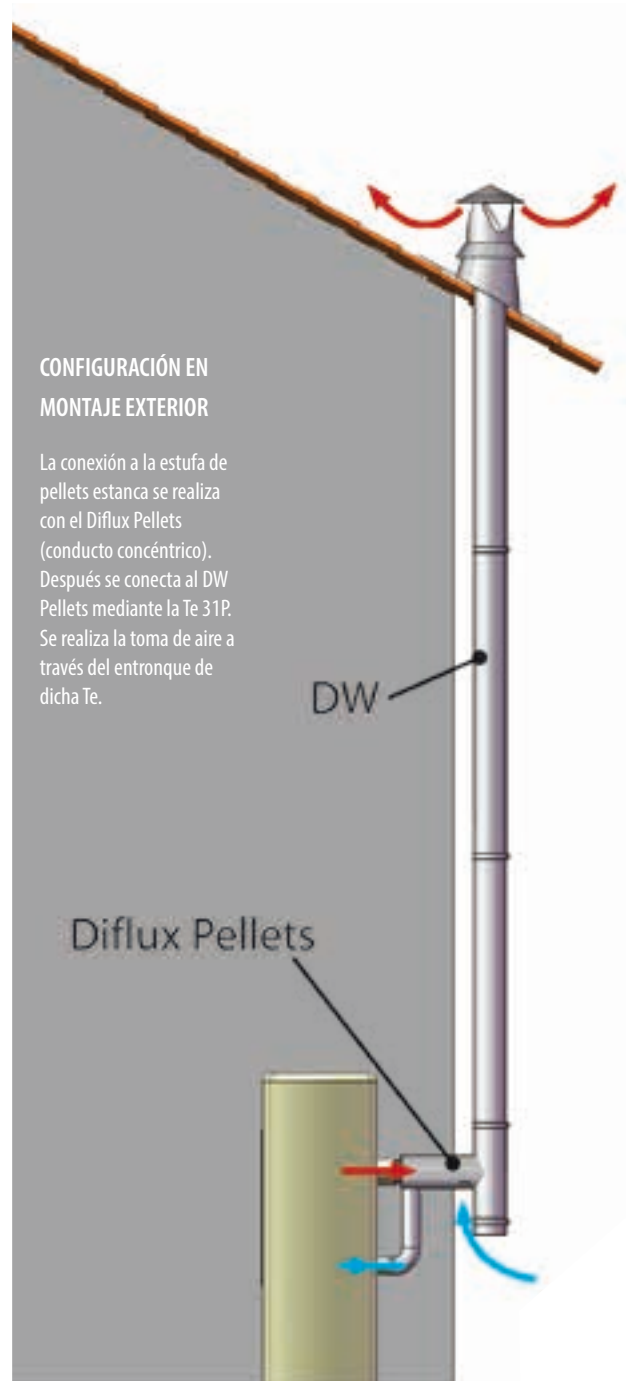 CONFIGURACIÓN EN
MONTAJE EXTERIOR
La conexión a la estufa de
pellets estanca se realiza
con el Diflux Pellets
(conducto concéntrico).
Después se conecta al DW
Pellets mediante la Te 31P.
Se realiza la toma de aire a
través del entronque de
dicha Te.
DW
Diflux Pellets